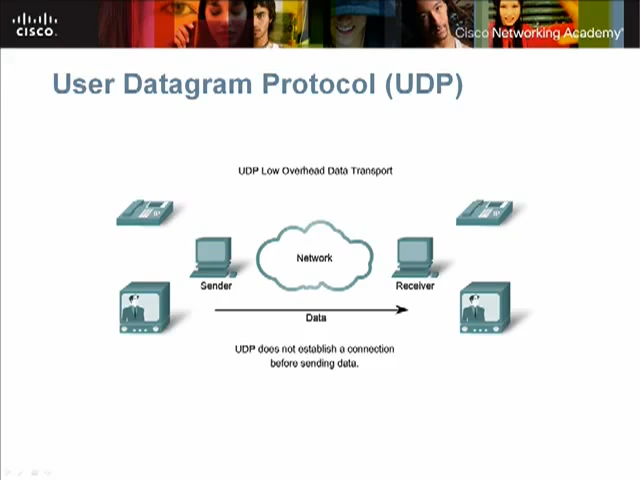 CISCO.
Cisco Networking Academy
User Datagram Protocol (UDP)
UDP Low Overhead Data Transport
Network
Sender
Receiver
Data
UDP does not establish a connection
before sending data.